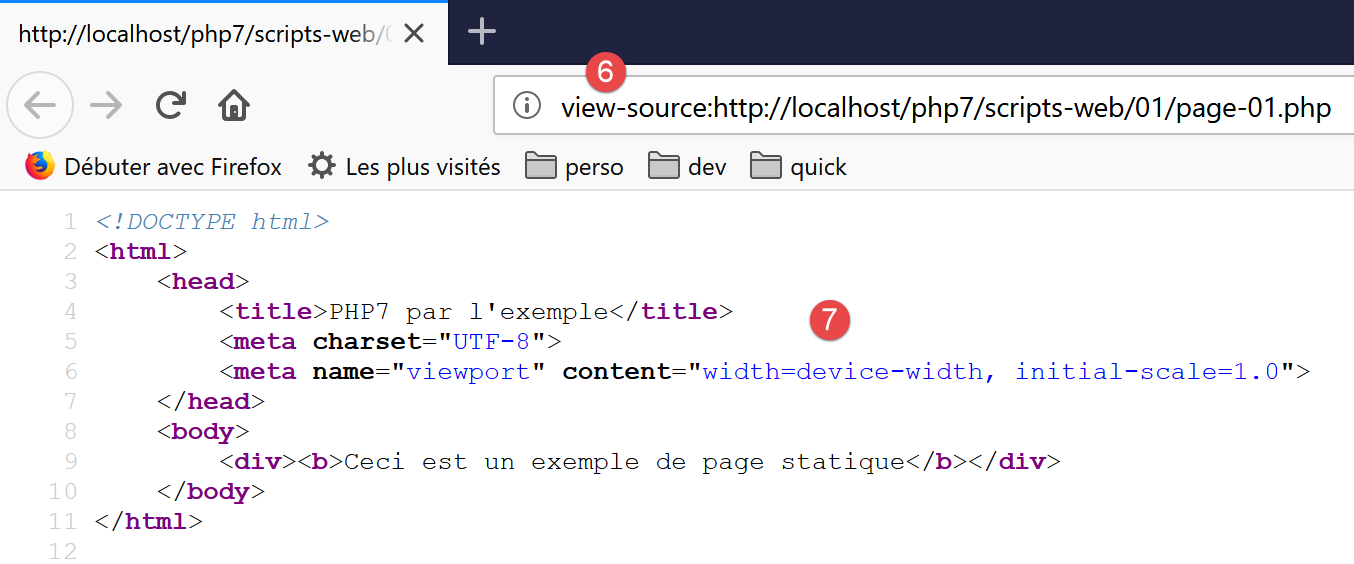 http://localhost/php7/scripts-web/0
6
view-source:http://localhost/php7/scripts-web/01/page-01.php
Débuter avec Firefox Les plus visités perso dev quick
1 <!DOCTYPE html>
2 <html>
3     <head>
4         <title>PHP7 par l'exemple</title>
7
5         <meta charset="UTF-8">
6         <meta name="viewport" content="width=device-width, initial-scale=1.0">
7     </head>
8     <body>
9         <div><b>Ceci est un exemple de page statique</b></div>
10     </body>
11 </html>
12